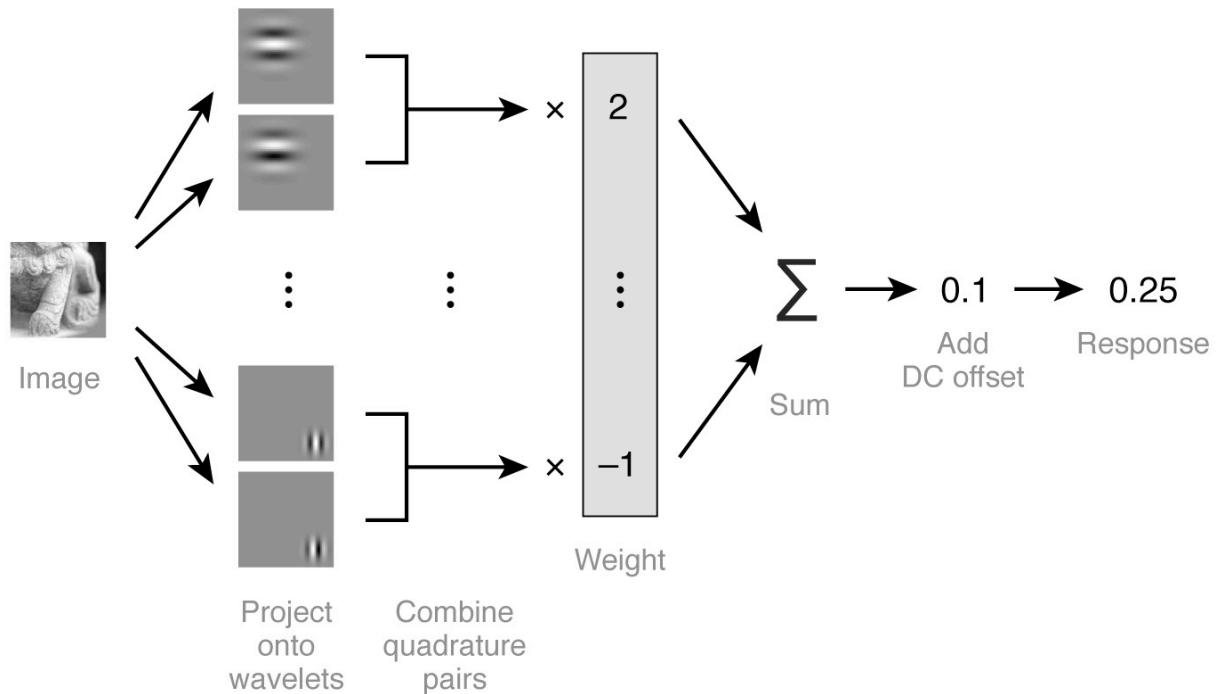 Image
Project
onto
wavelets
Combine
quadrature
pairs
× 2
× –1
Weight
∑
Sum
0.1
Add
DC offset
0.25
Response